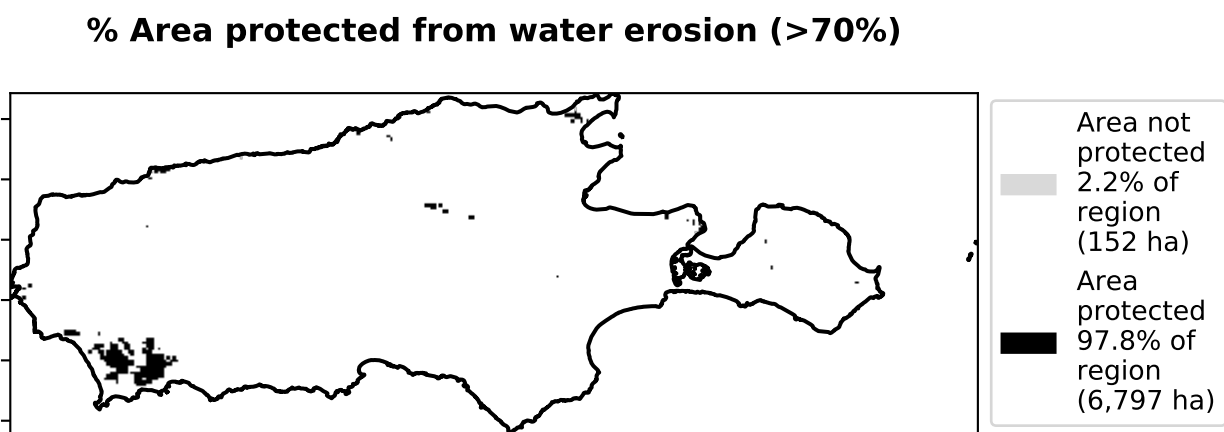 % Area protected from water erosion (>70%)
Area not
protected
2.2% of
region
(152 ha)
Area
protected
97.8% of
region
(6,797 ha)